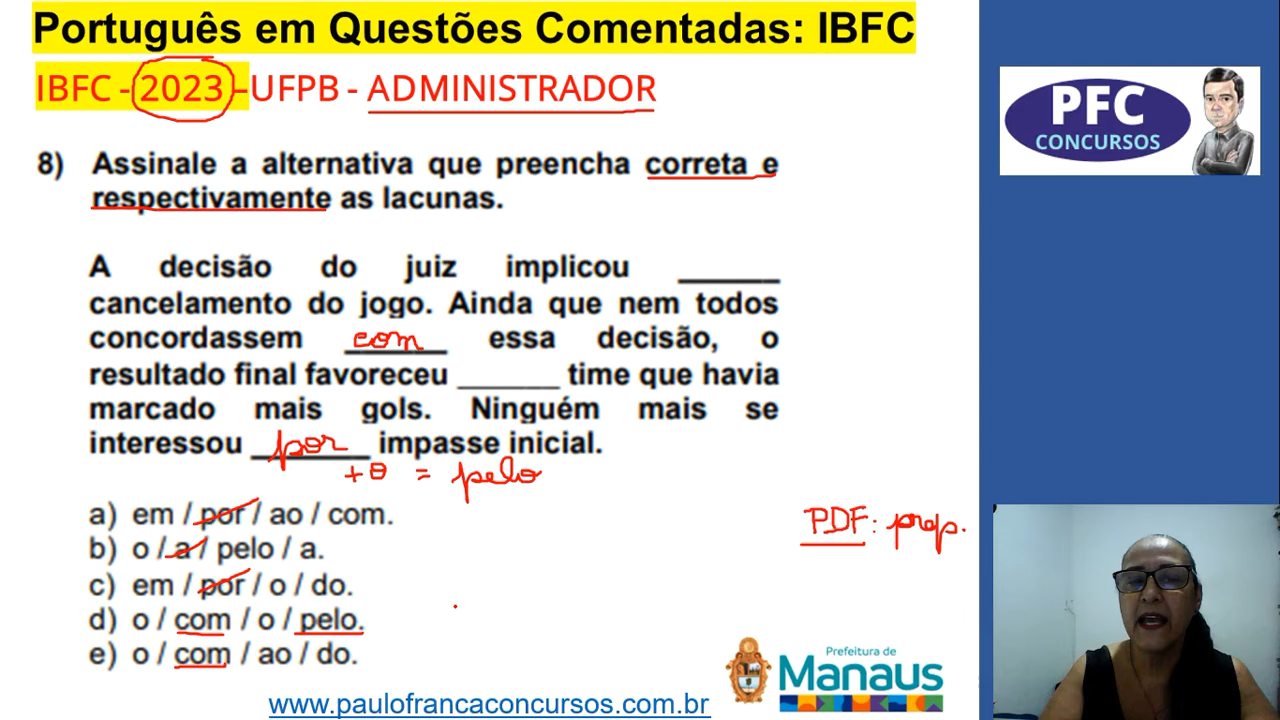 Português em Questões Comentadas: IBFC
IBFC - 2023 – UFPB - ADMINISTRADOR
PFC
CONCURSOS
8) Assinale a alternativa que preencha correta e
respectivamente as lacunas.
A decisão do juiz implicou ______
cancelamento do jogo. Ainda que nem todos
concordassem com essa decisão, o
resultado final favoreceu ______ time que havia
marcado mais gols. Ninguém mais se
interessou por impasse inicial.
+ o = pelo
a) em / por / ao / com.
b) o / a / pelo / a.
c) em / por / o / do.
d) o / com / o / pelo.
e) o / com / ao / do.
PDF: prep.
Prefeitura de
Manaus
www.paulofrancaconcursos.com.br